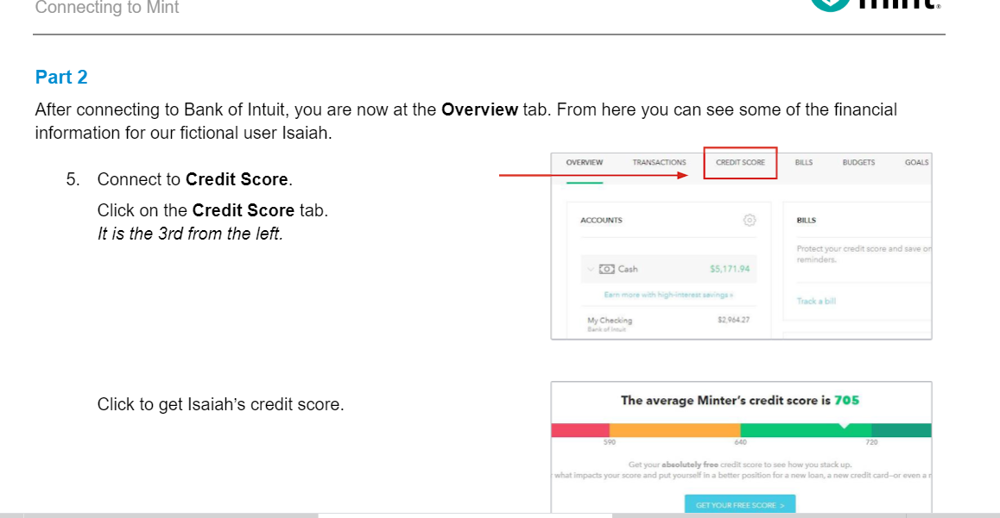 Connecting to Mint
mint®
Part 2
After connecting to Bank of Intuit, you are now at the Overview tab. From here you can see some of the financial
information for our fictional user Isaiah.
5. Connect to Credit Score.
Click on the Credit Score tab.
It is the 3rd from the left.
OVERVIEW TRANSACTIONS CREDIT SCORE BILLS BUDGETS GOALS
ACCOUNTS
Cash $5,171.94
Earn more with high-interest savings »
My Checking $2,964.27
Bank of Intuit
BILLS
Protect your credit score and save on
reminders.
Track a bill
Click to get Isaiah’s credit score.
The average Minter’s credit score is 705
590 640 720
Get your absolutely free credit score to see how you stack up.
what impacts your score and put yourself in a better position for a new loan, a new credit card–or even a
GET YOUR FREE SCORE >